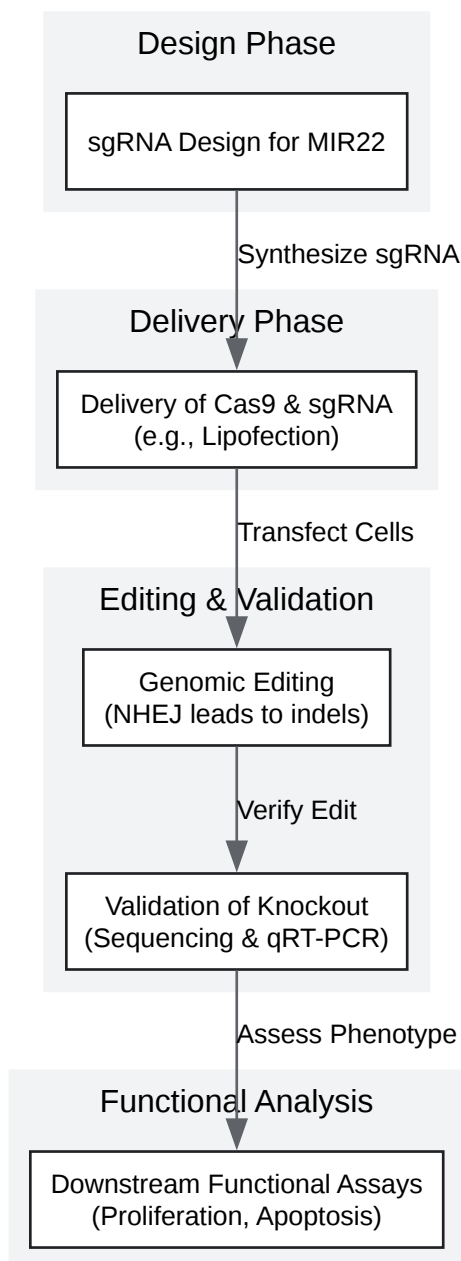 Design Phase
sgRNA Design for MIR22
Synthesize sgRNA
Delivery Phase
Delivery of Cas9 & sgRNA
(e.g., Lipofection)
Transfect Cells
Editing & Validation
Genomic Editing
(NHEJ leads to indels)
Verify Edit
Validation of Knockout
(Sequencing & qRT-PCR)
Assess Phenotype
Functional Analysis
Downstream Functional Assays
(Proliferation, Apoptosis)